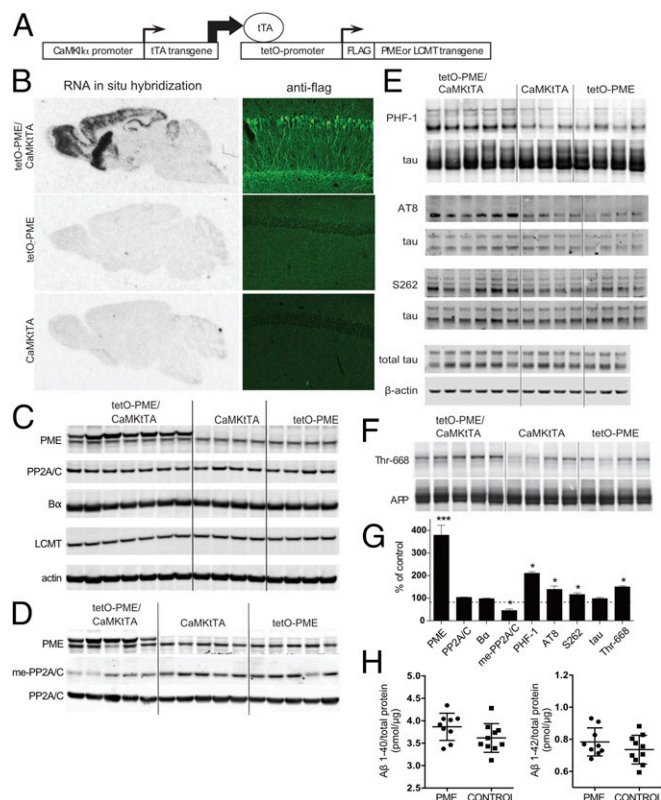 A
tTA
CaMKIIα promoter
tTA transgene
tetO-promoter
FLAG
PME or LCMT transgene
B
RNA in situ hybridization
anti-flag
tetO-PME/
CaMKtTA
tetO-PME
CaMKtTA
C
tetO-PME/
CaMKtTA
CaMKtTA
tetO-PME
PME
PP2A/C
Bα
LCMT
actin
D
tetO-PME/
CaMKtTA
CaMKtTA
tetO-PME
PME
me-PP2A/C
PP2A/C
E
tetO-PME/
CaMKtTA
CaMKtTA
tetO-PME
PHF-1
tau
AT8
tau
S262
tau
total tau
β-actin
F
tetO-PME/
CaMKtTA
CaMKtTA
tetO-PME
Thr-668
APP
G
% of control
400
300
200
100
0
***
*
*
*
*
*
PME
PP2A/C
Bα
me-PP2A/C
PHF-1
AT8
S262
tau
Thr-668
H
Aβ 1-40/total protein
(pmol/μg)
5.0
4.5
4.0
3.5
3.0
2.5
PME
CONTROL
Aβ 1-42/total protein
(pmol/μg)
1.2
1.0
0.8
0.6
PME
CONTROL